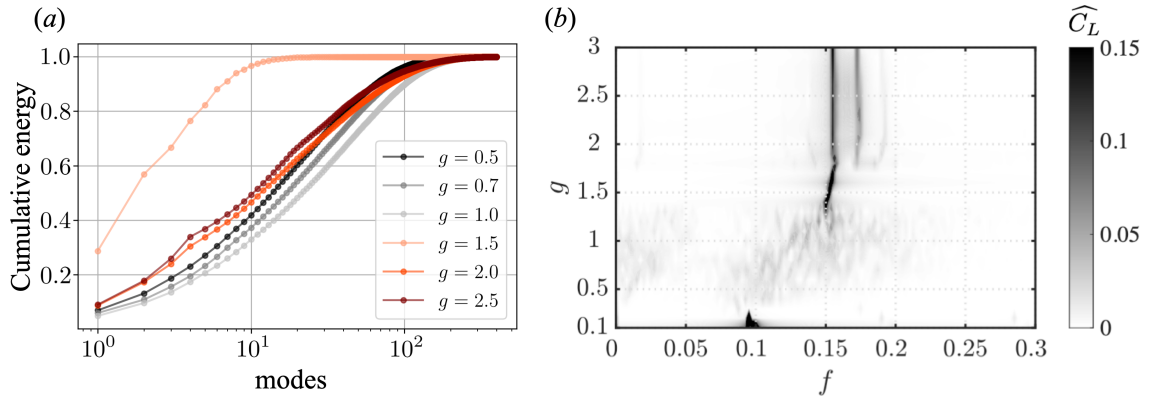 (a)
1.0
0.8
0.6
0.4
0.2
Cumulative energy
10^0
10^1
10^2
modes
g = 0.5
g = 0.7
g = 1.0
g = 1.5
g = 2.0
g = 2.5
(b)
3
2.5
2
1.5
1
0.5
0.1
g
0
0.05
0.1
0.15
0.2
0.25
0.3
f
\widehat{C_L}
0.15
0.10
0.05
0